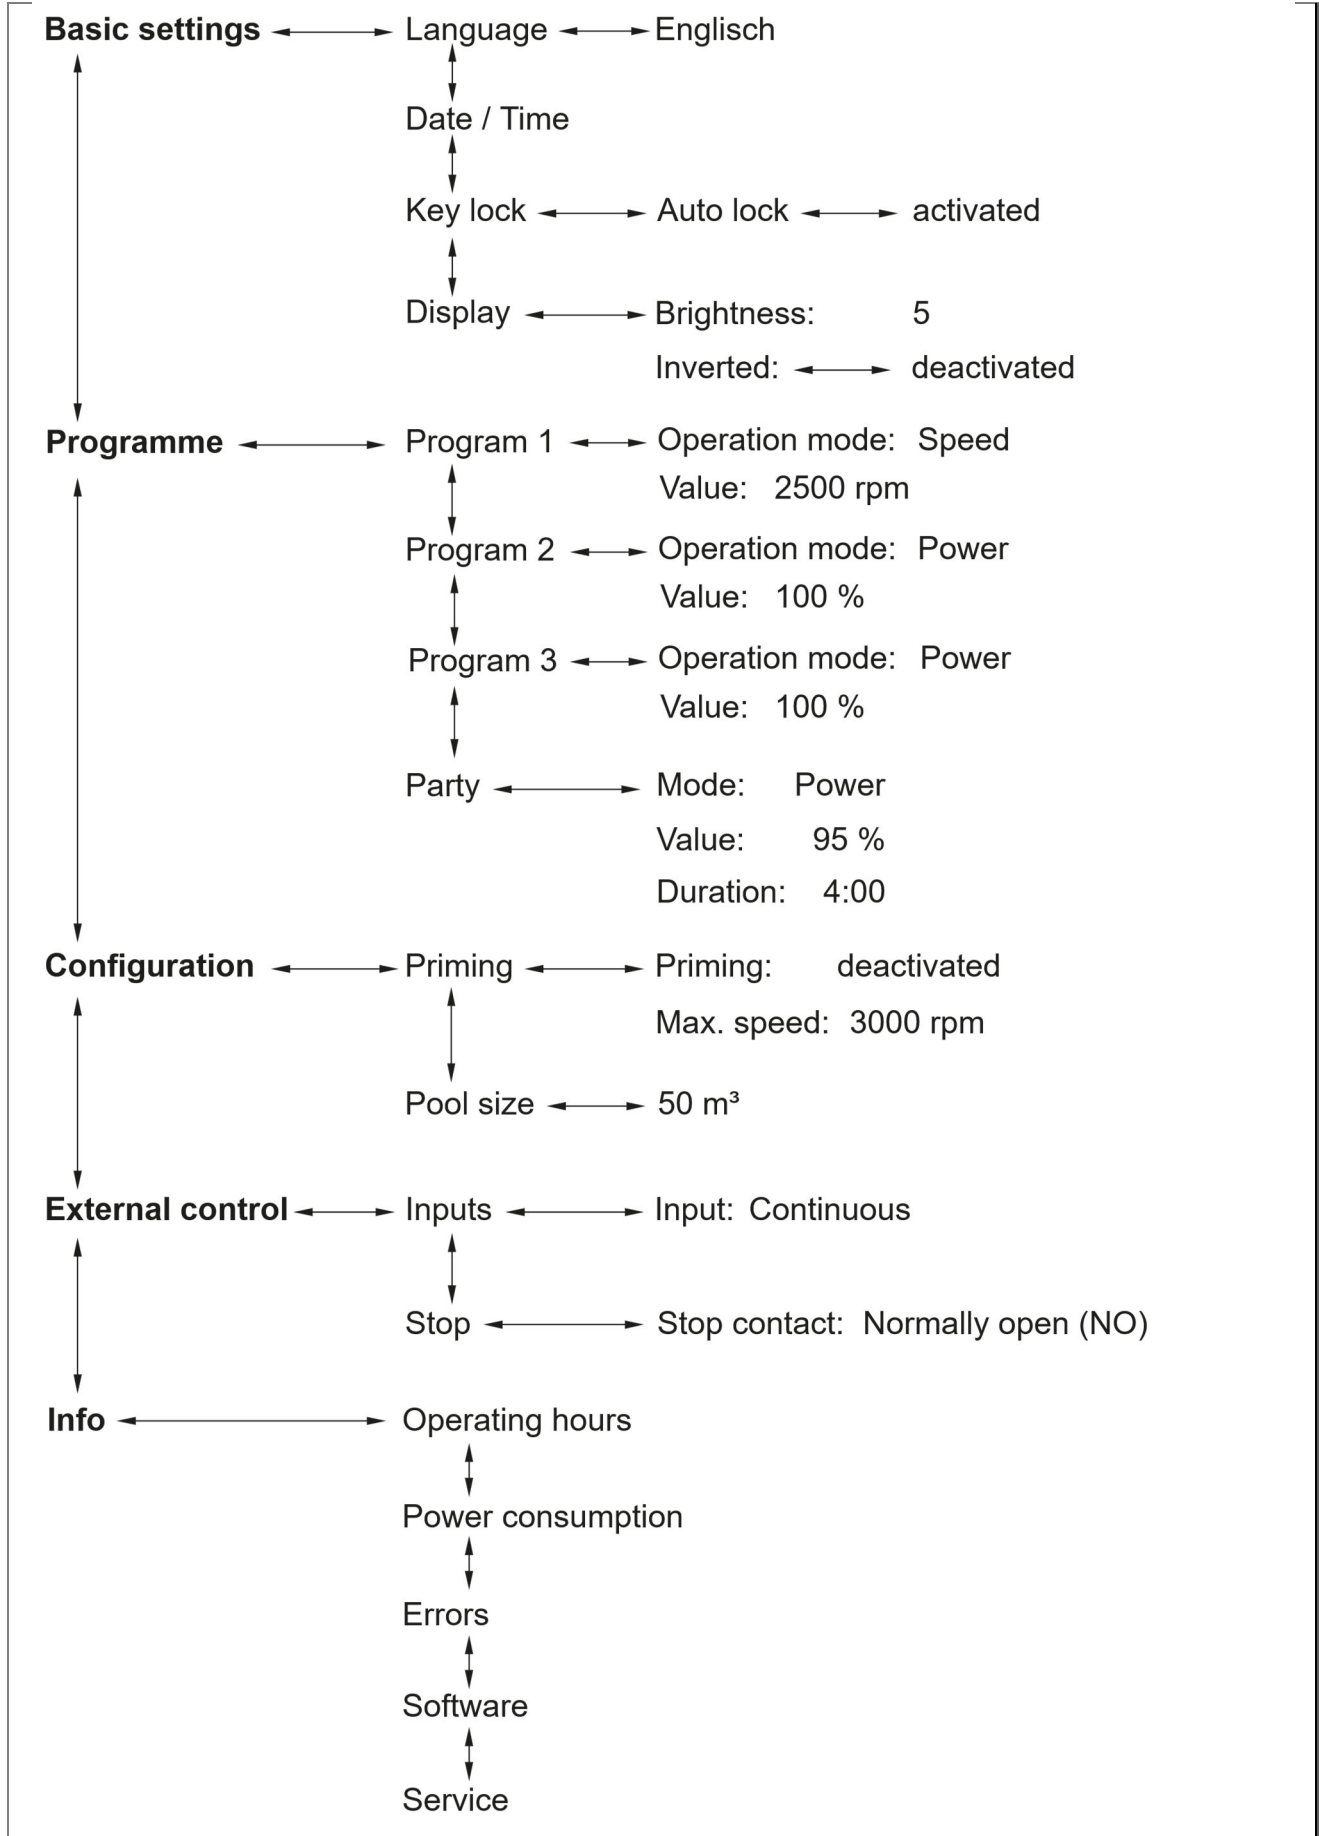 Basic settings Language Englisch
Date / Time
Key lock Auto lock activated
Display Brightness: 5
Inverted: deactivated
Programme Program 1 Operation mode: Speed
Value: 2500 rpm
Program 2 Operation mode: Power
Value: 100 %
Program 3 Operation mode: Power
Value: 100 %
Party Mode: Power
Value: 95 %
Duration: 4:00
Configuration Priming Priming: deactivated
Max. speed: 3000 rpm
Pool size 50 m³
External control Inputs Input: Continuous
Stop Stop contact: Normally open (NO)
Info Operating hours
Power consumption
Errors
Software
Service